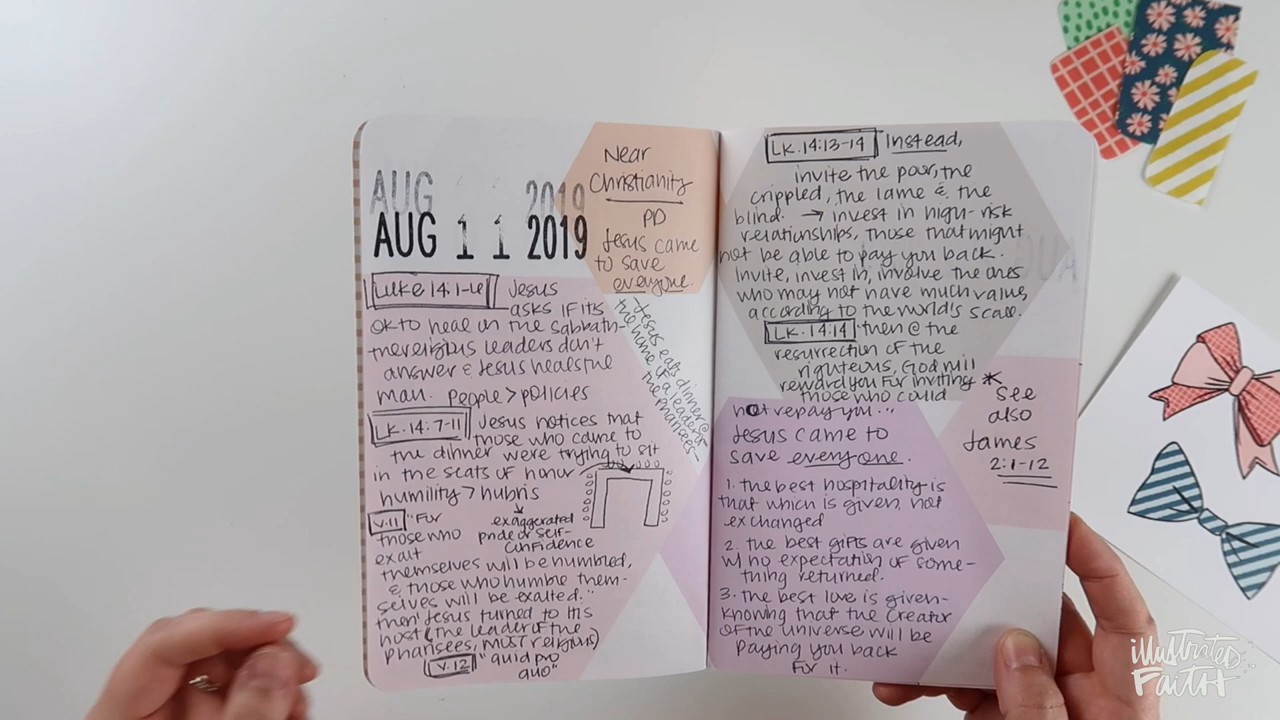 AUG 2019
AUG 11 2019
Near
Christianity
PD
Jesus came
to save
everyone.
Luke 14:1-6 Jesus
asks IF its
OK to heal on the Sabbath-
the religious leaders don't
answer & Jesus heals the
man. people > policies
Jesus eats dinner @
the home of a leader of
the pharisees-
LK. 14:7-11 Jesus notices that
those who came to
the dinner were trying to sit
in the seats of honor
humility > hubris
exaggerated
pride or self-
confidence
v.11 "For
those who
exalt
themselves will be humbled,
& those who humble them-
selves will be exalted."
then Jesus turned to His
host (the leader of the
pharisees, most religious)
v.12 "quid pro
quo"
LK. 14:13-14 Instead,
invite the poor, the
crippled, the lame & the
blind. → invest in high-risk
relationships, those that might
not be able to pay you back.
Invite, invest in, involve the ones
who may not have much value
according to the world's scale.
LK. 14:14 then @ the
resurrection of the
righteous, God will
reward you for inviting
those who could
not repay you...
* see
also
James
2:1-12
Jesus came to
save everyone.
1. the best hospitality is
that which is given, not
exchanged
2. the best gifts are given
w/ no expectation of some-
thing returned.
3. the best love is given-
knowing that the Creator
of the universe will be
paying you back
for it.
illustrated
Faith